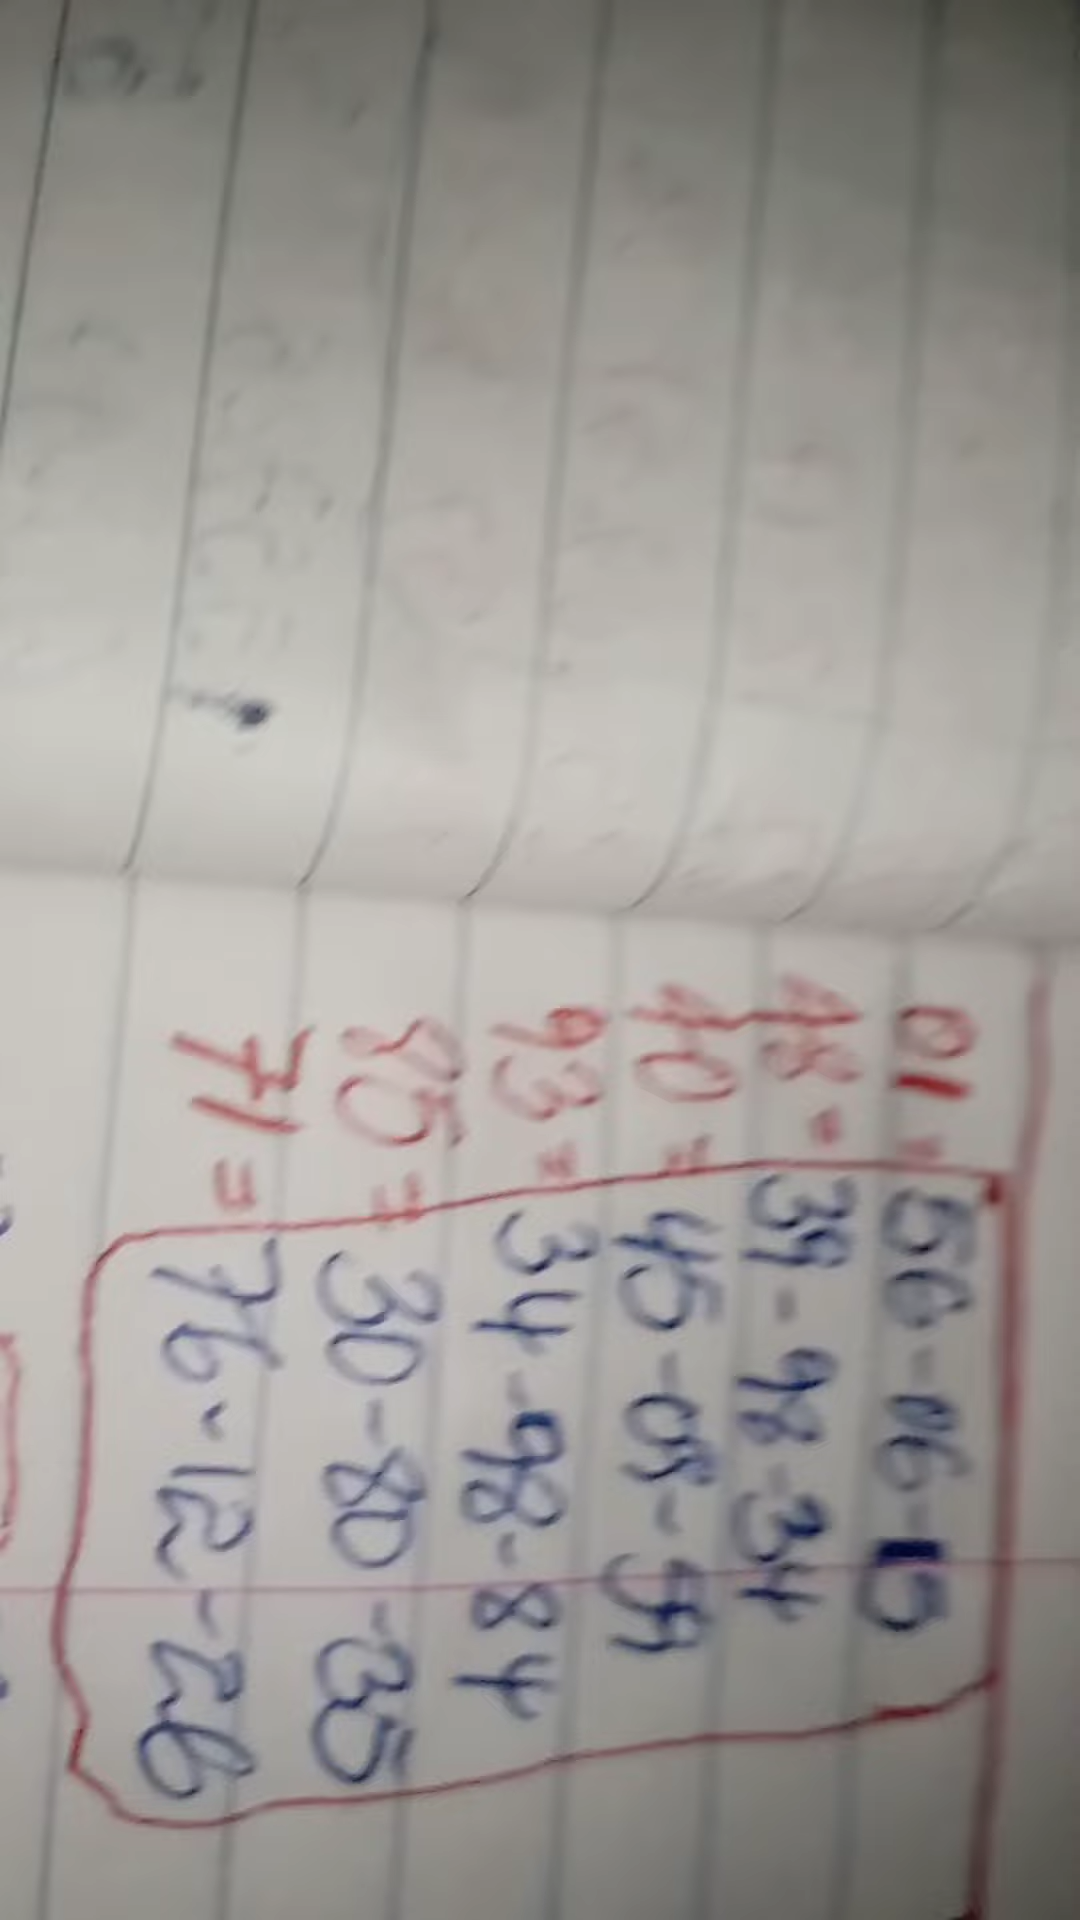 01 = 56-06-15
48 = 39-98-34
40 = 45-05-59
93 = 34-98-84
85 = 30-80-35
71 = 76-12-26